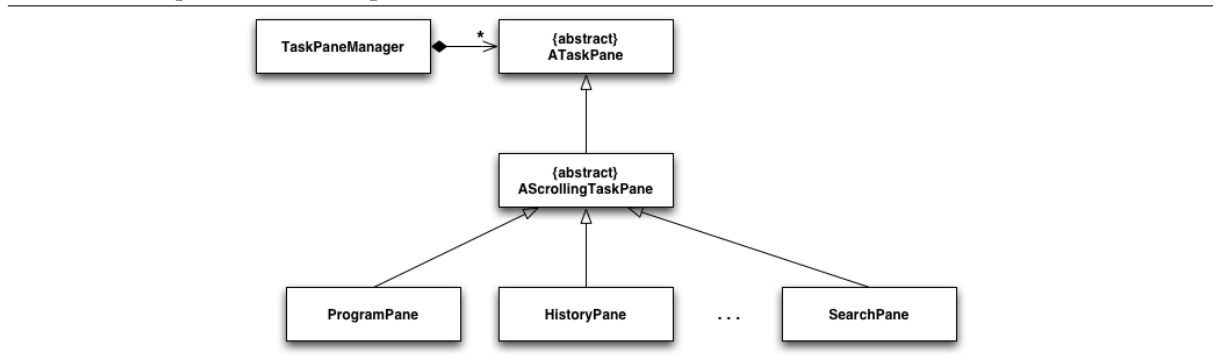 TaskPaneManager
*
{abstract}
ATaskPane
{abstract}
AScrollingTaskPane
ProgramPane
HistoryPane
. . .
SearchPane